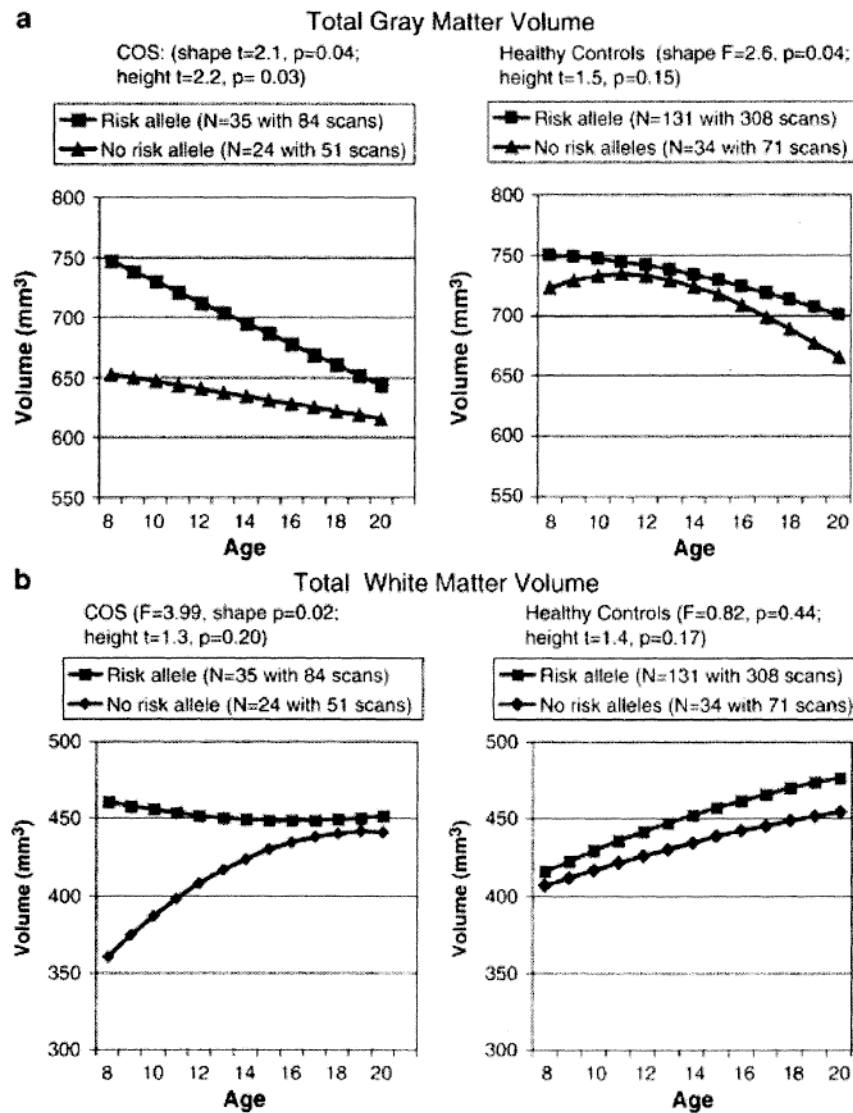 a
Total Gray Matter Volume
COS: (shape t=2.1, p=0.04;
height t=2.2, p= 0.03)
Risk allele (N=35 with 84 scans)
No risk allele (N=24 with 51 scans)
800
750
700
650
600
550
Volume (mm³)
8 10 12 14 16 18 20
Age
Healthy Controls (shape F=2.6, p=0.04;
height t=1.5, p=0.15)
Risk allele (N=131 with 308 scans)
No risk alleles (N=34 with 71 scans)
800
750
700
650
600
550
Volume (mm³)
8 10 12 14 16 18 20
Age
b
Total White Matter Volume
COS (F=3.99, shape p=0.02;
height t=1.3, p=0.20)
Risk allele (N=35 with 84 scans)
No risk allele (N=24 with 51 scans)
500
450
400
350
300
Volume (mm³)
8 10 12 14 16 18 20
Age
Healthy Controls (F=0.82, p=0.44;
height t=1.4, p=0.17)
Risk allele (N=131 with 308 scans)
No risk alleles (N=34 with 71 scans)
500
450
400
350
300
Volume (mm³)
8 10 12 14 16 18 20
Age